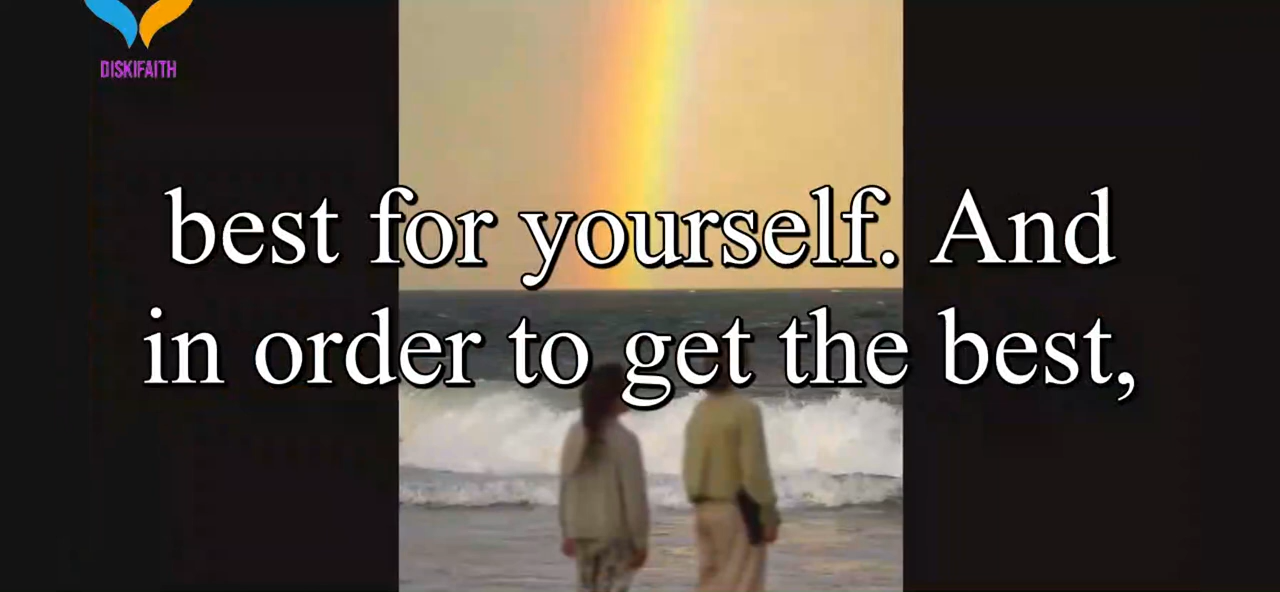 DISKIFAITH
best for yourself. And
in order to get the best,